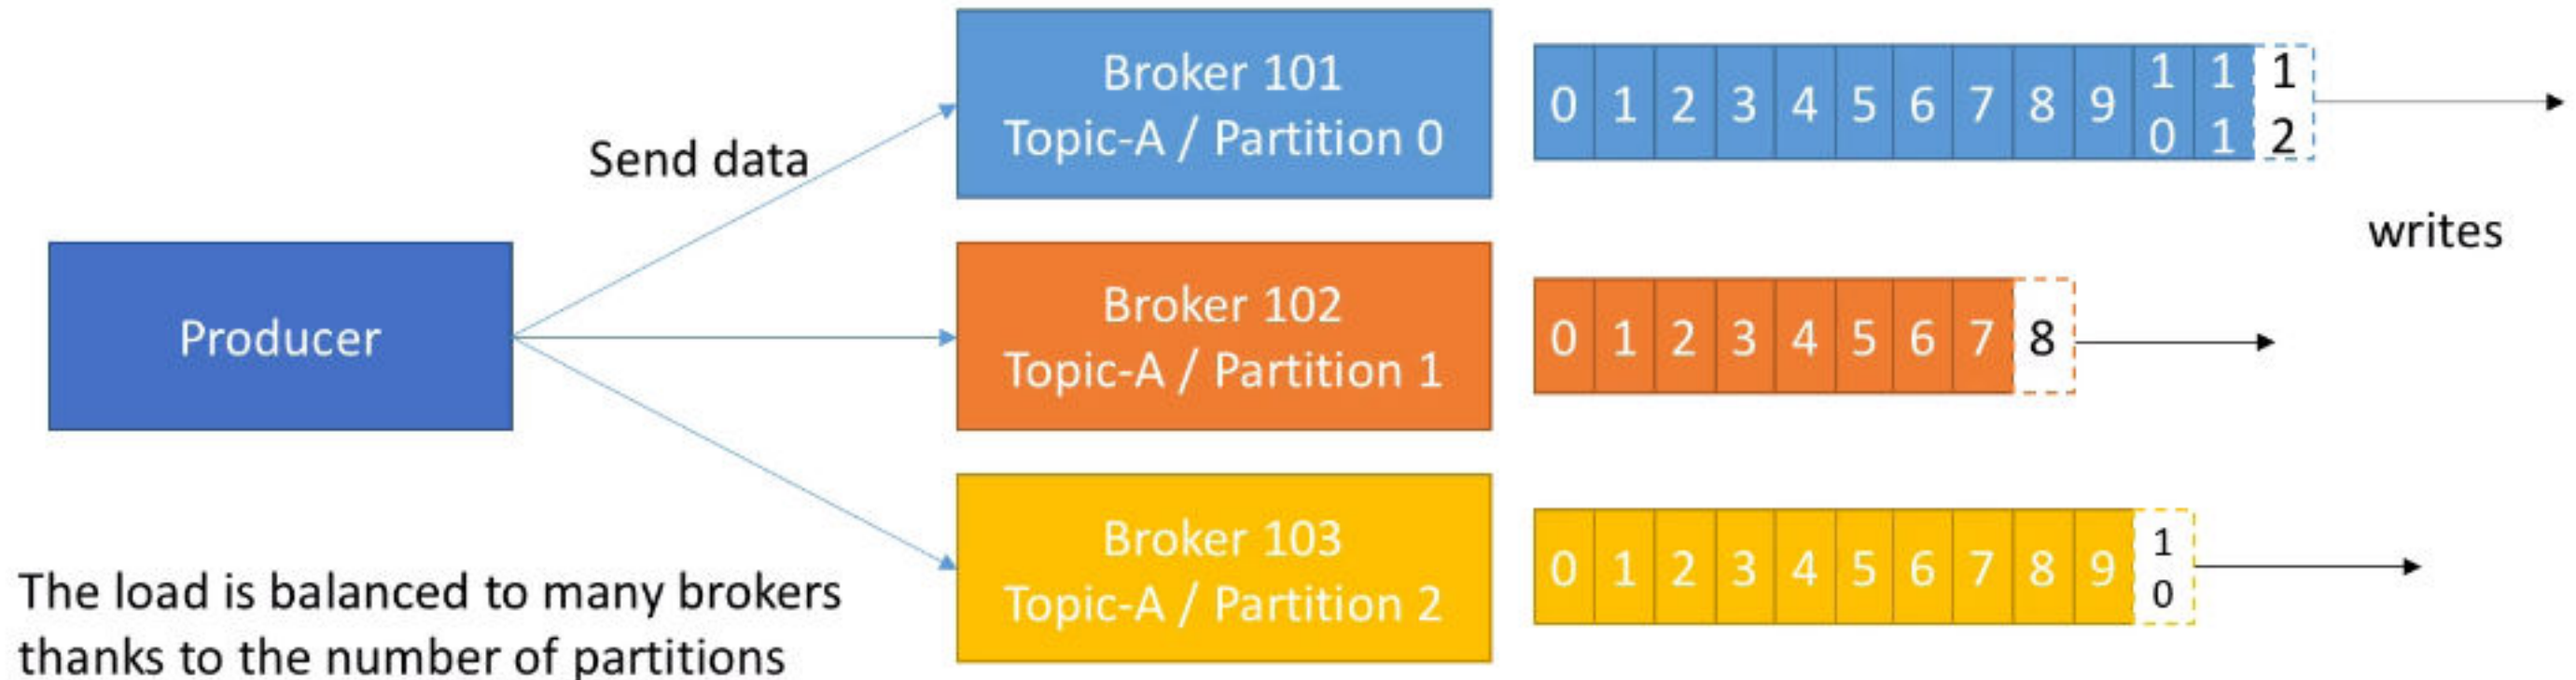 Broker 101
Topic-A / Partition 0
0 1 2 3 4 5 6 7 8 9 10 11 12
Send data
writes
Producer
Broker 102
Topic-A / Partition 1
0 1 2 3 4 5 6 7 8
Broker 103
Topic-A / Partition 2
0 1 2 3 4 5 6 7 8 9 10
The load is balanced to many brokers
thanks to the number of partitions